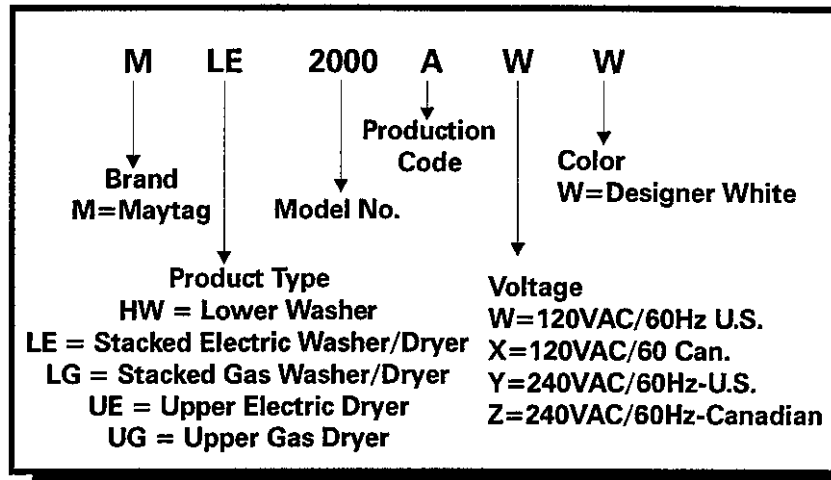 M LE 2000 A W W
Production
Code
Brand
M=Maytag
Model No.
Color
W=Designer White
Product Type
HW = Lower Washer
LE = Stacked Electric Washer/Dryer
LG = Stacked Gas Washer/Dryer
UE = Upper Electric Dryer
UG = Upper Gas Dryer
Voltage
W=120VAC/60Hz U.S.
X=120VAC/60 Can.
Y=240VAC/60Hz-U.S.
Z=240VAC/60Hz-Canadian